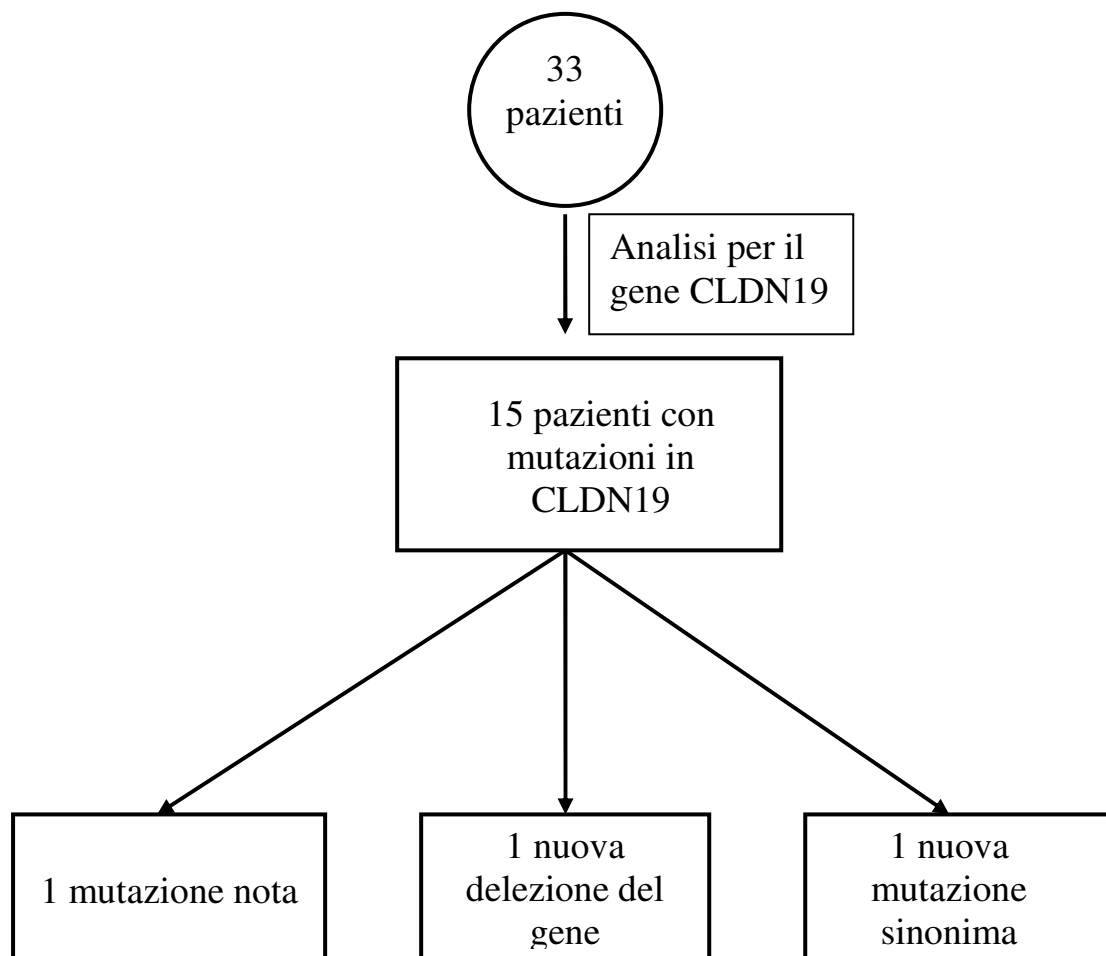 33
pazienti
Analisi per il
gene CLDN19
15 pazienti con
mutazioni in
CLDN19
1 mutazione nota
1 nuova
delezione del
gene
1 nuova
mutazione
sinonima